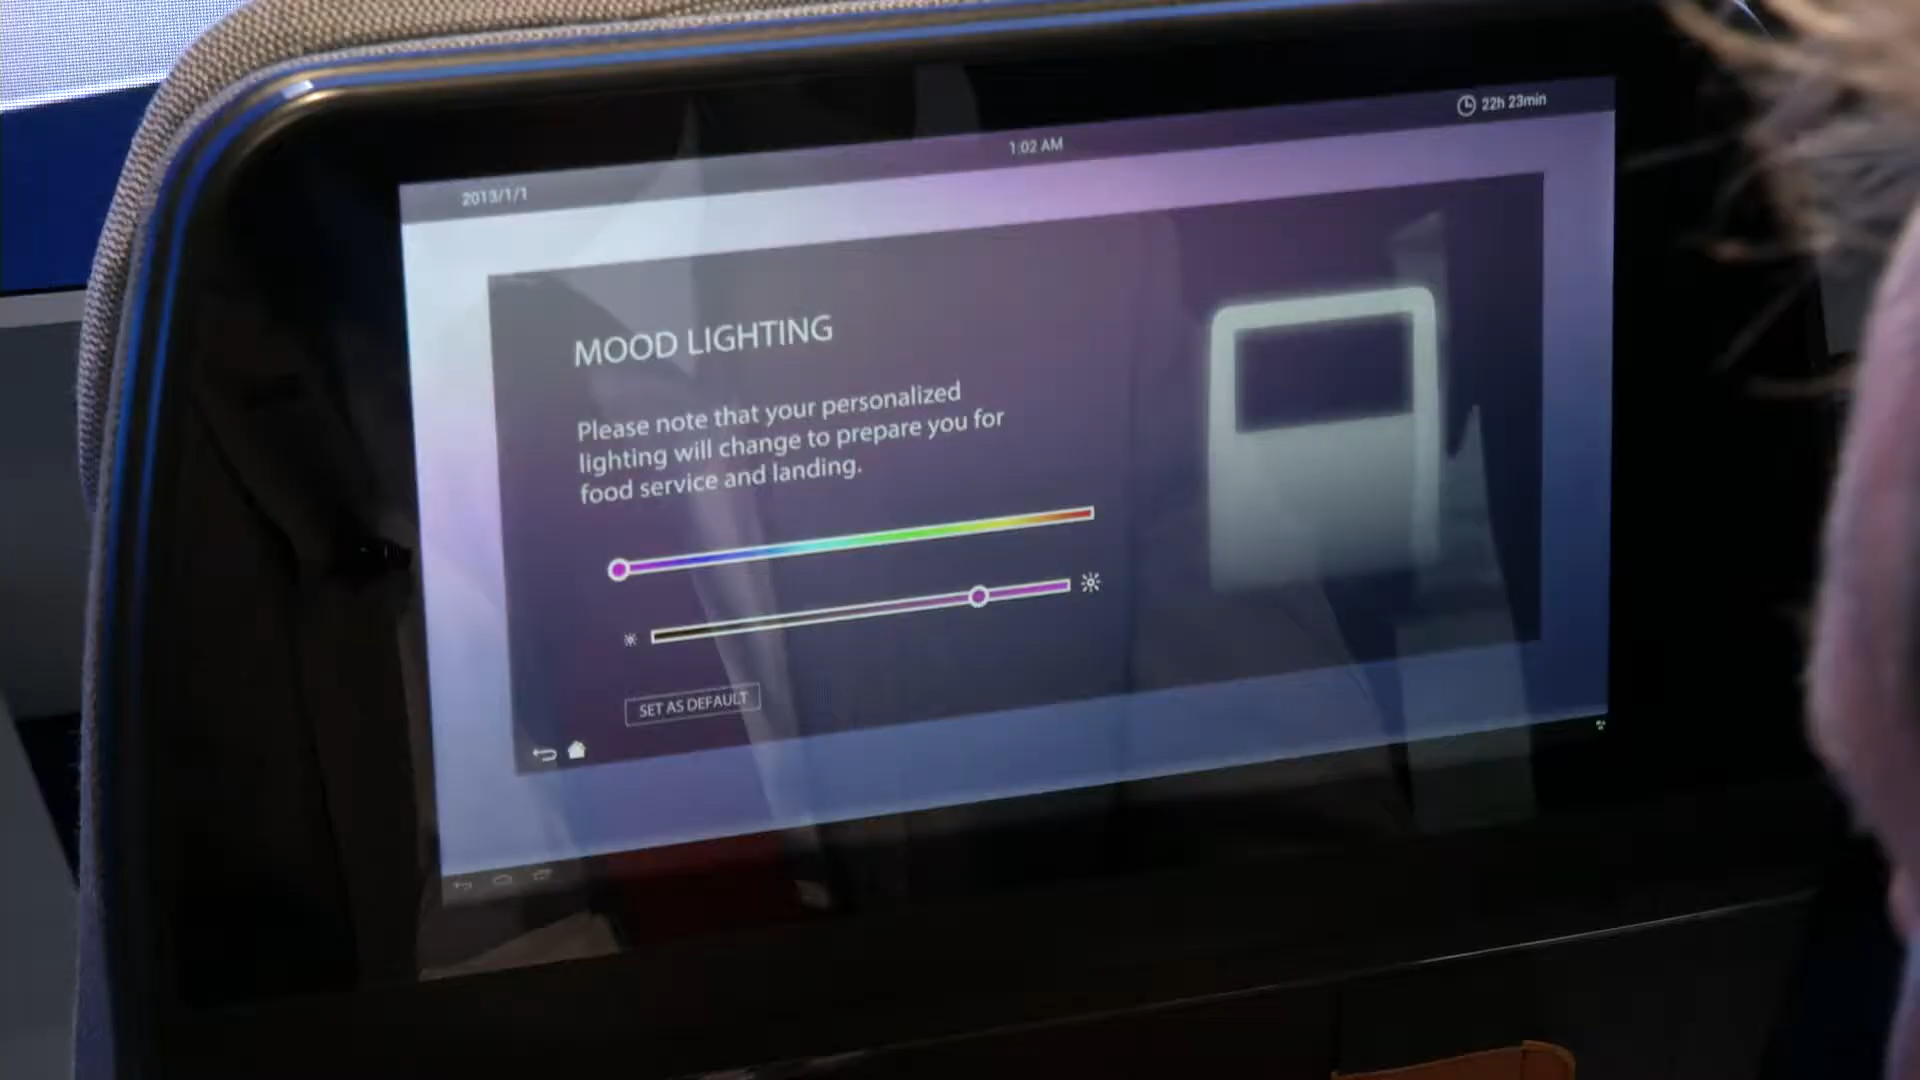 2013/1/1
1:02 AM
22h 23min
MOOD LIGHTING
Please note that your personalized
lighting will change to prepare you for
food service and landing.
SET AS DEFAULT